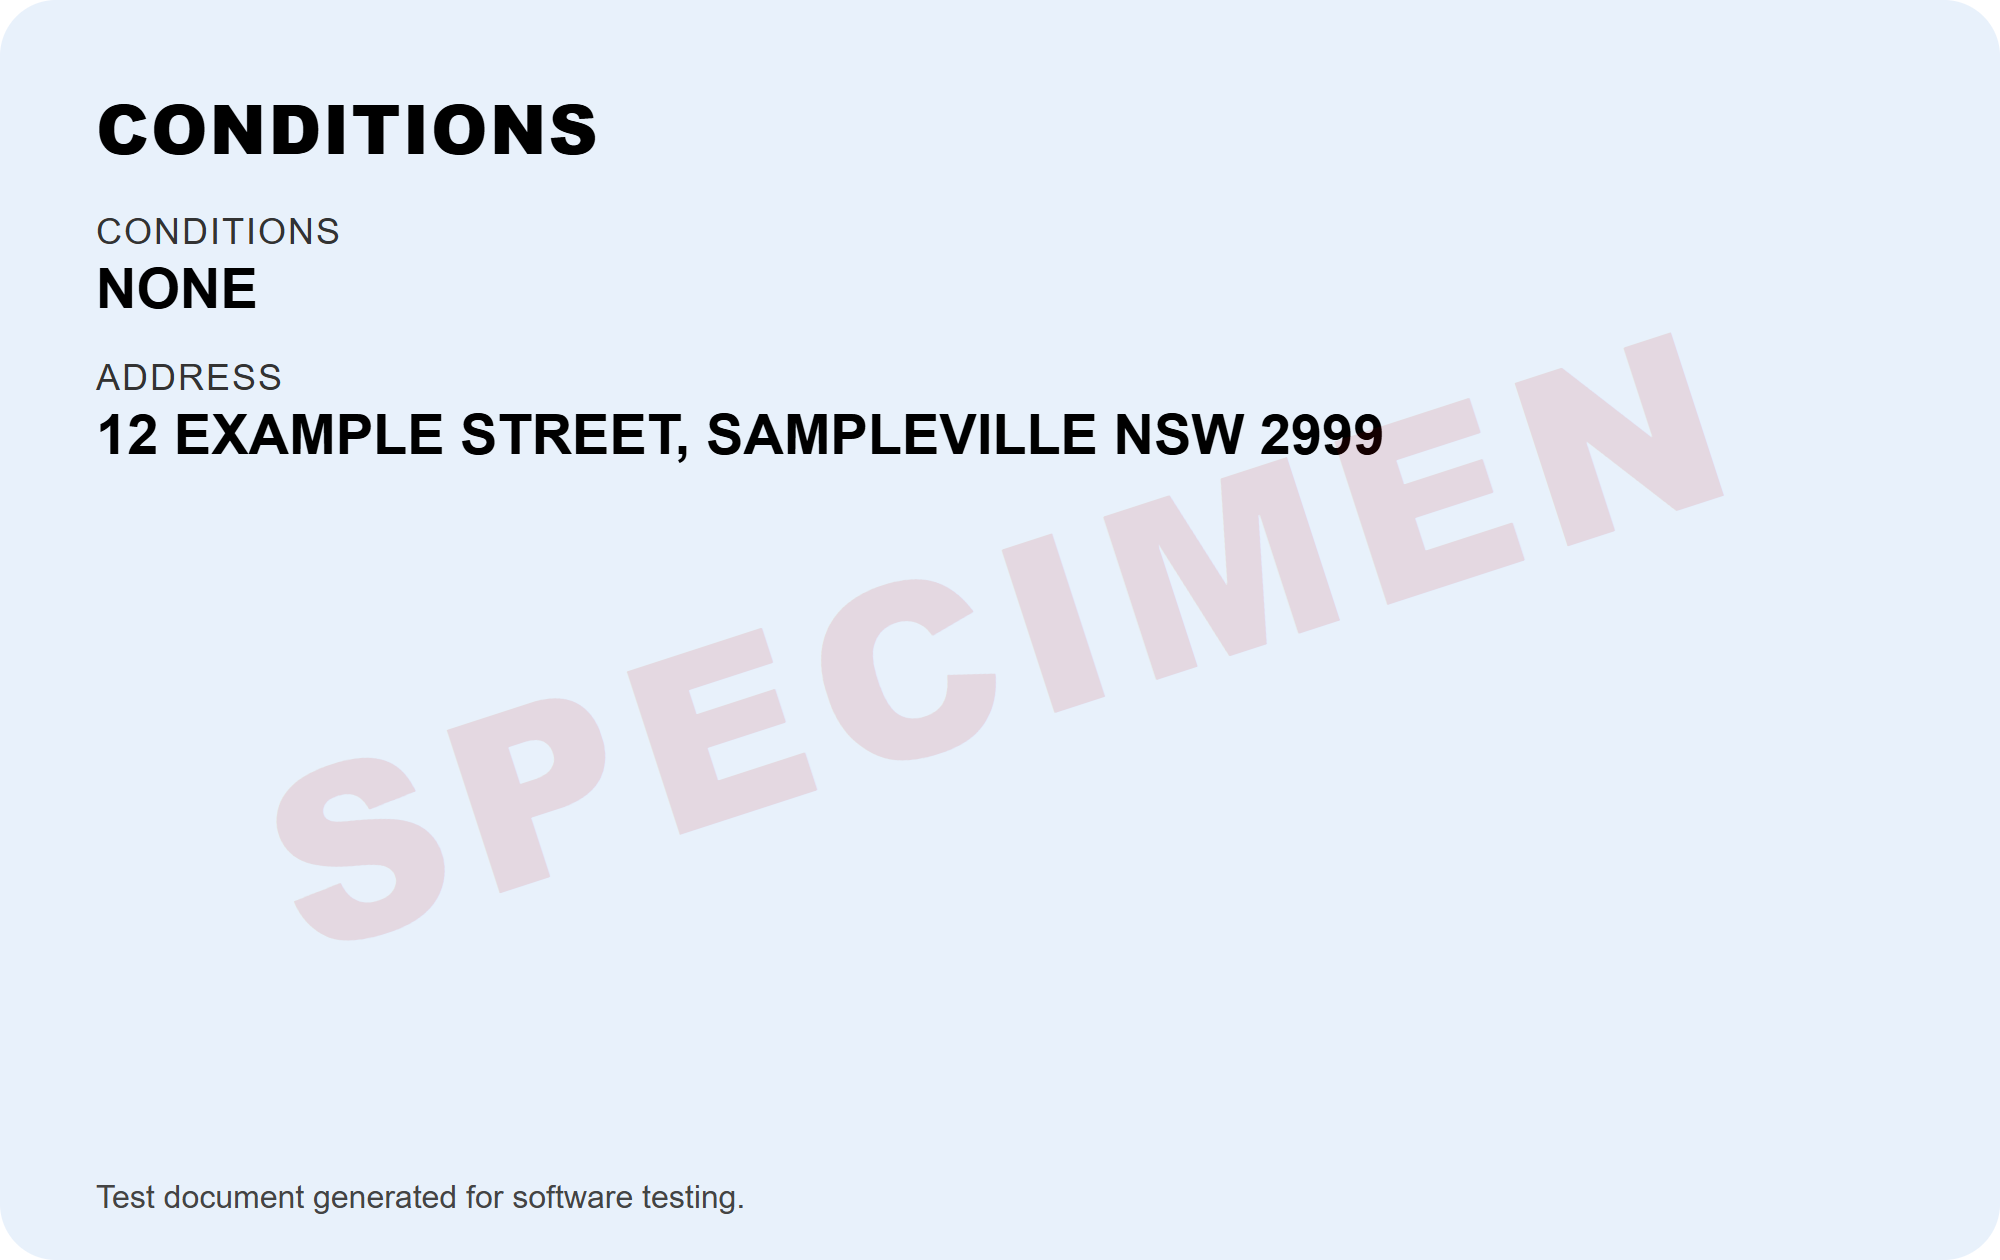 CONDITIONS
CONDITIONS
NONE
ADDRESS
12 EXAMPLE STREET, SAMPLEVILLE NSW 2999
SPECIMEN
Test document generated for software testing.